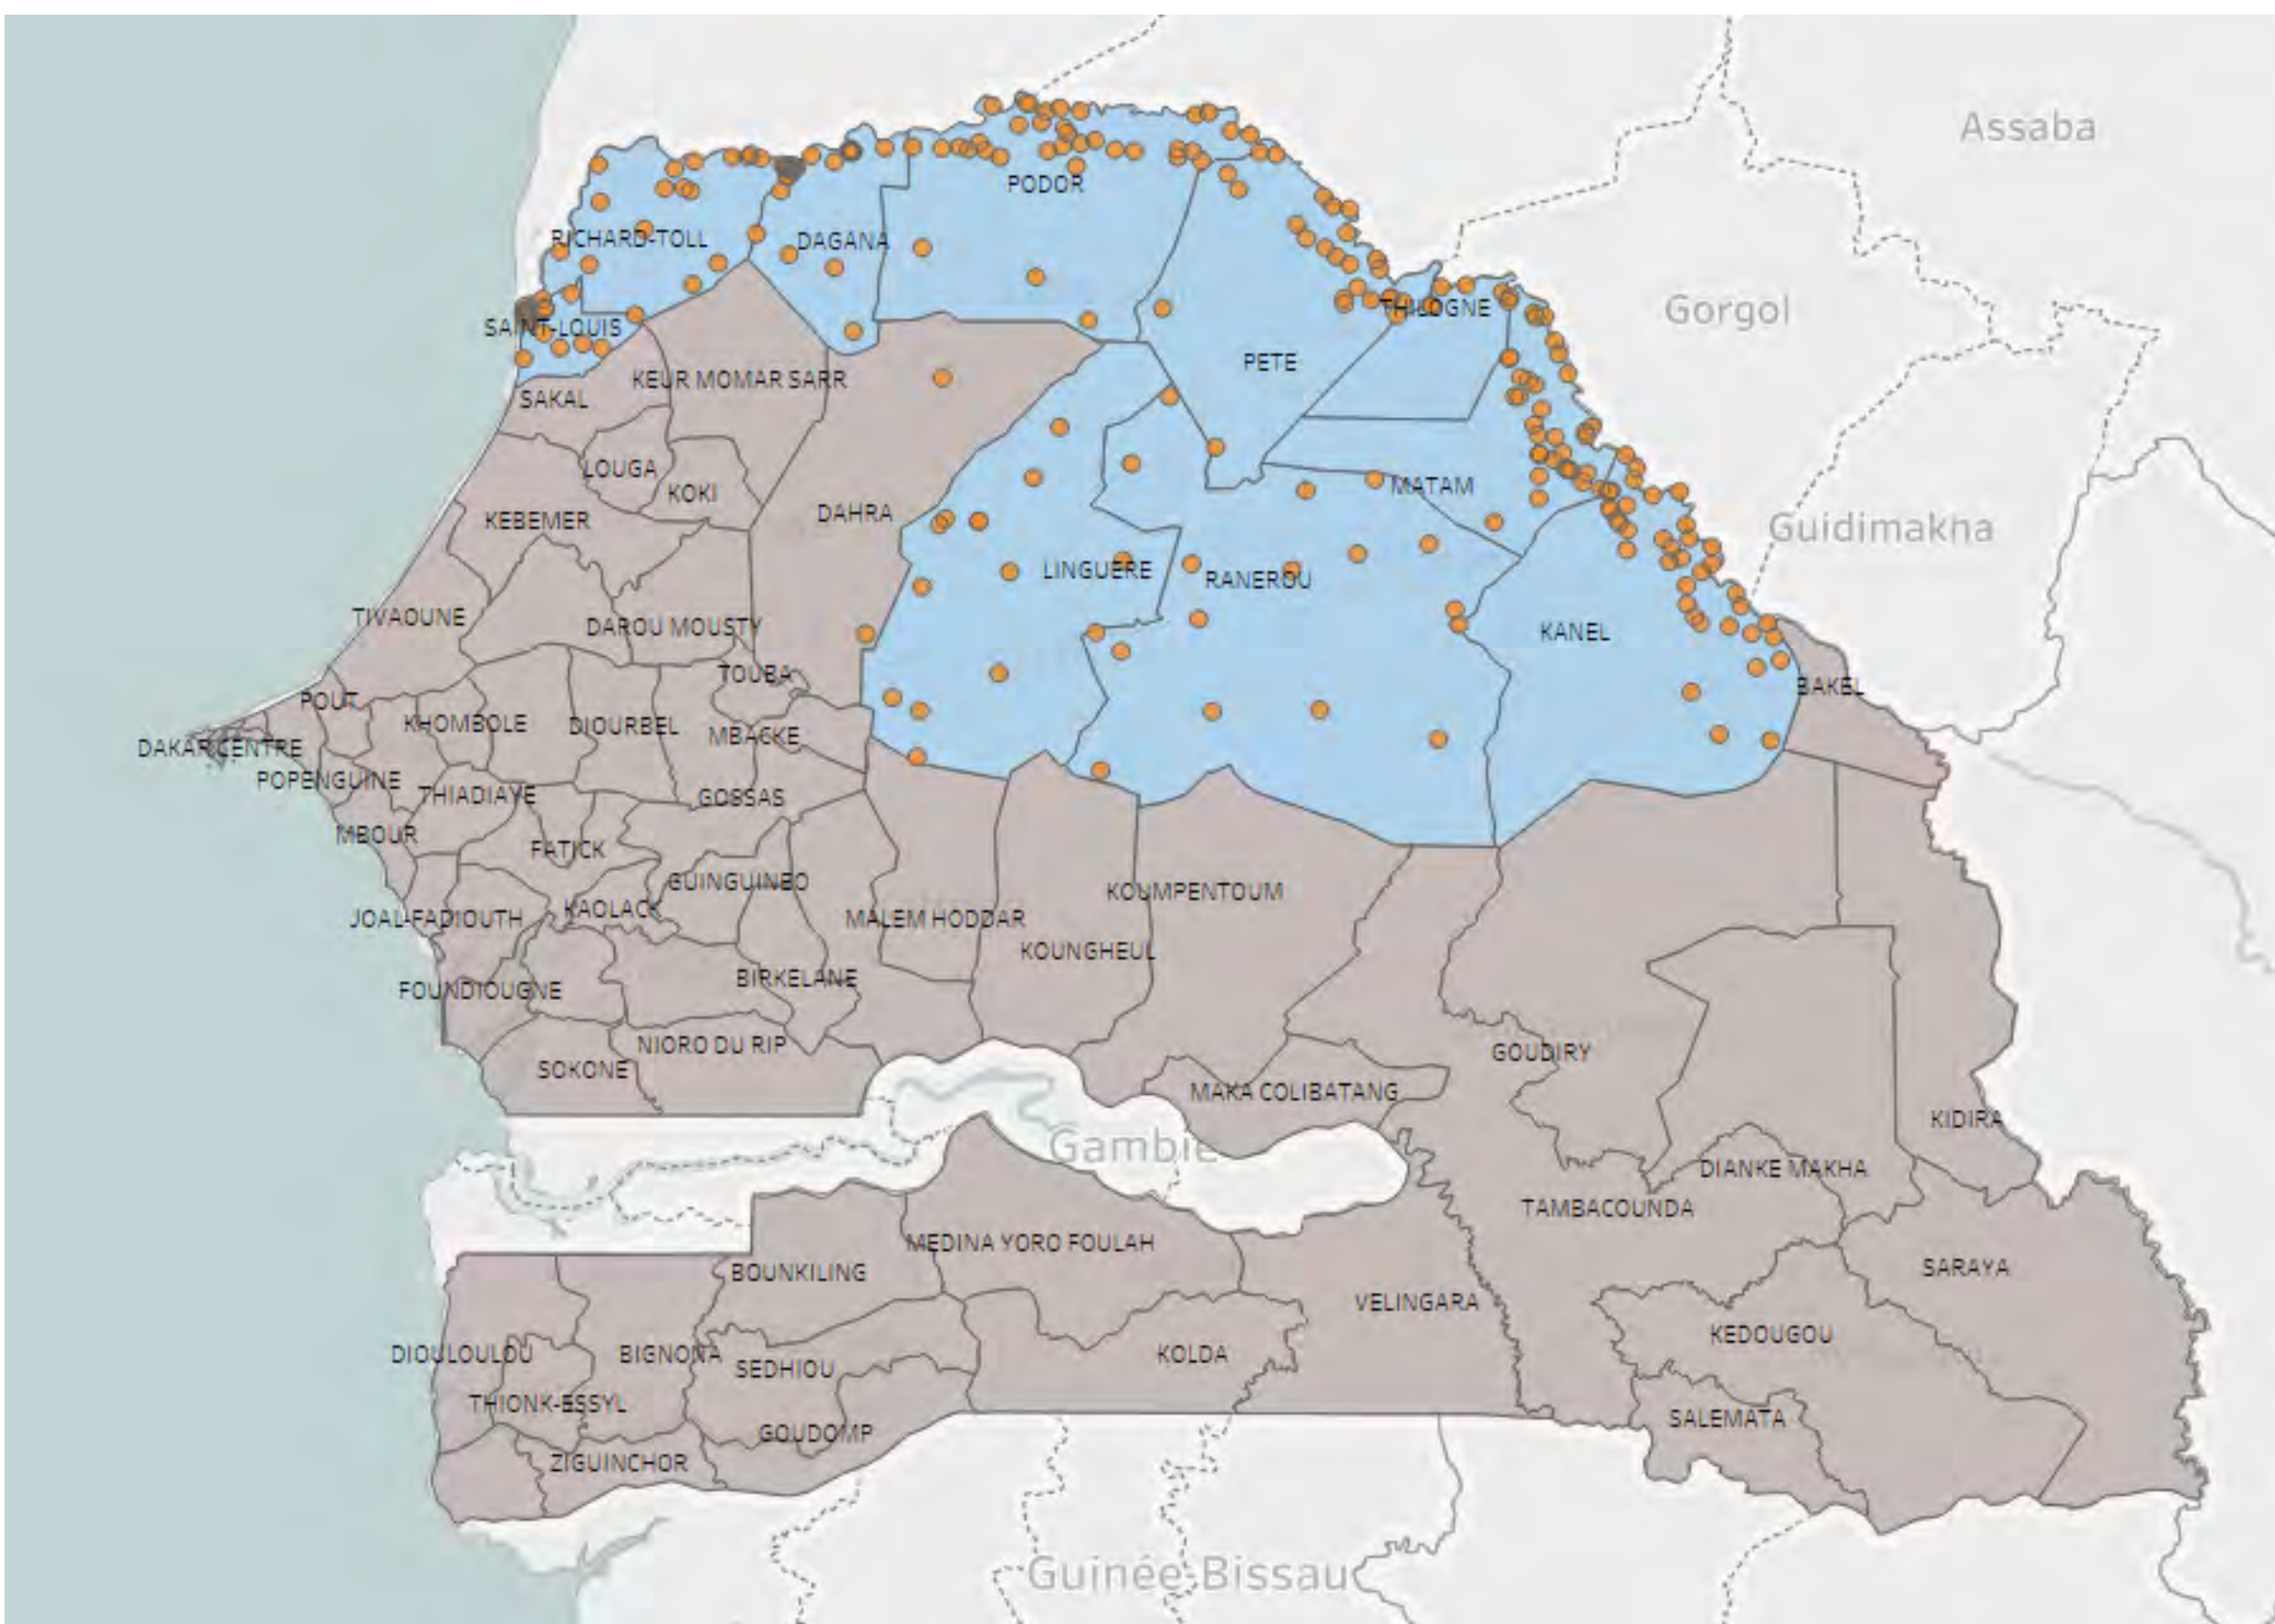 Assaba
PODOR
RICHARD-TOLL
DAGANA
THILOGNE
Gorgol
SAINT-LOUIS
PETE
KEUR MOMAR SARR
SAKAL
LOUGA
KOKI
MATAM
DAHRA
KEBEMER
Guidimakha
LINGUERE
RANEROU
TIVAOUNE
DAROU MOUSTY
KANEL
TOUBA
BAKEL
POUT
KHOMBOLE
DIOURBEL
MBACKE
DAKAR CENTRE
POPENGUINE
THIADIAYE
GOSSAS
MBOUR
FATICK
GUINGUINEO
KOUMPENTOUM
KAOLACK
JOAL-FADIOUTH
MALEM HODDAR
KOUNGHEUL
BIRKELANE
FOUNDIOUGNE
NIORO DU RIP
GOUDIRY
SOKONE
MAKA COLIBATANG
KIDIRA
Gambie
DIANKE MAKHA
TAMBACOUNDA
MEDINA YORO FOULAH
BOUNKILING
SARAYA
VELINGARA
KEDOUGOU
DIOULOULOU
BIGNONA
SEDHIOU
KOLDA
THIONK-ESSYL
SALEMATA
GOUDOMP
ZIGUINCHOR
Guinée-Bissau